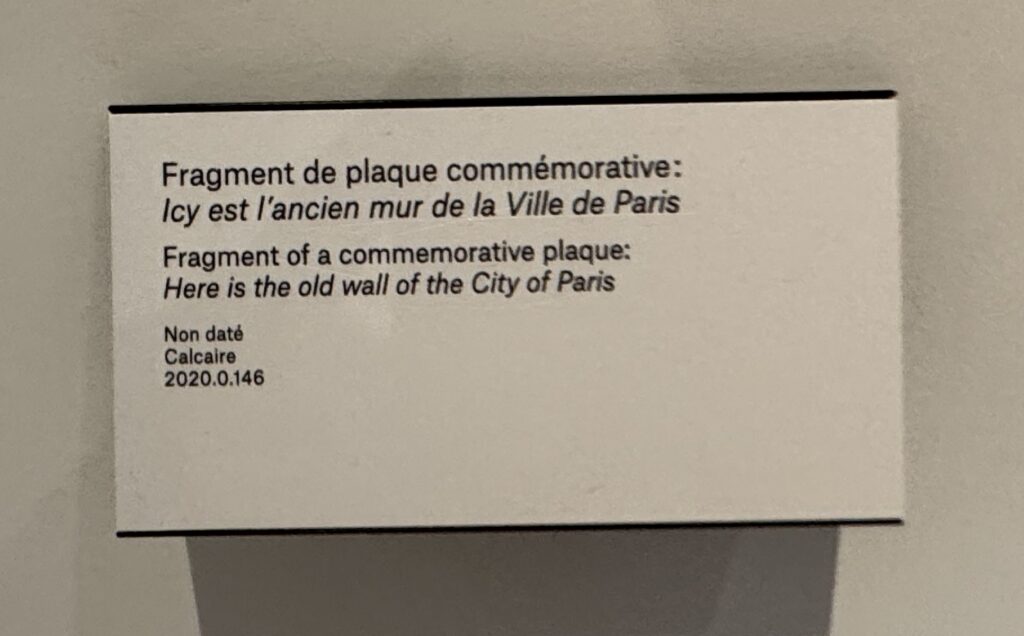 Fragment de plaque commémorative:
Icy est l'ancien mur de la Ville de Paris
Fragment of a commemorative plaque:
Here is the old wall of the City of Paris
Non daté
Calcaire
2020.0.146